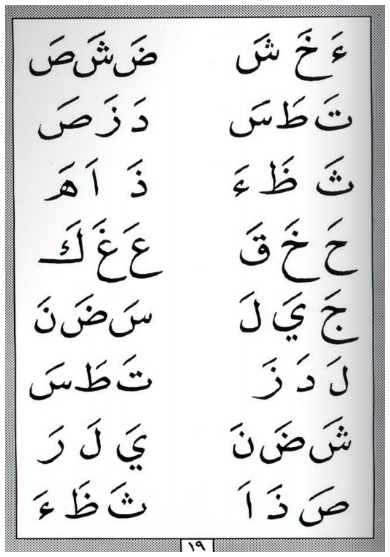 ءَ خَ شَ ضَ شَ صَ
تَ طَ سَ دَ زَ صَ
ثَ ظَ ءَ ذَ اَ هَ
حَ خَ قَ عَ غَ كَ
جَ يَ لَ سَ ضَ نَ
لَ دَ زَ تَ طَ سَ
شَ ضَ نَ يَ لَ رَ
صَ ذَ اَ ثَ ظَ ءَ
١٩